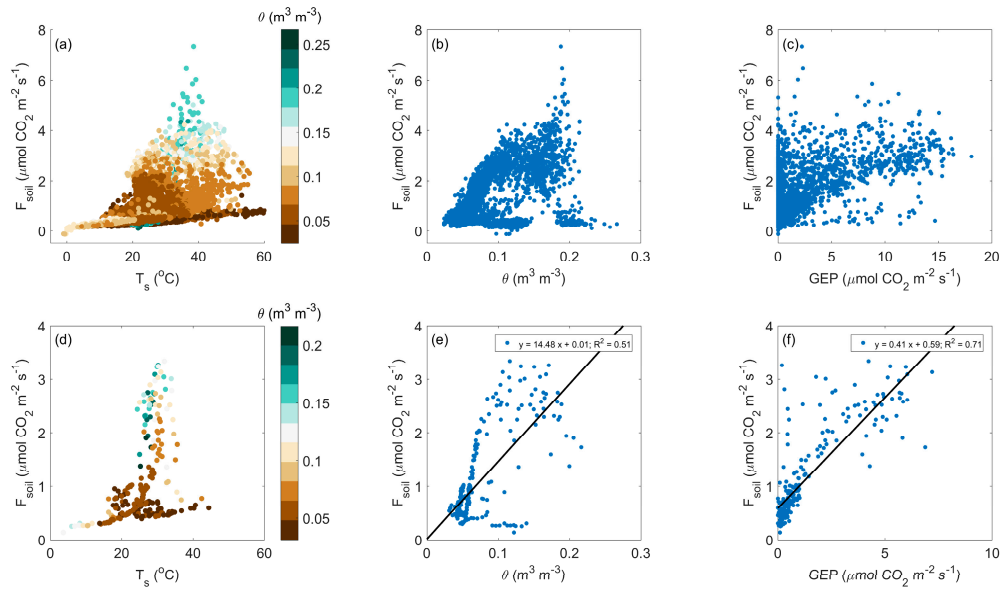 θ (m³ m⁻³)
(a)
8
6
4
2
0
F_soil (μmol CO₂ m⁻² s⁻¹)
0 20 40 60
T_s (°C)
0.25
0.2
0.15
0.1
0.05
(b)
8
6
4
2
0
F_soil (μmol CO₂ m⁻² s⁻¹)
0 0.1 0.2 0.3
θ (m³ m⁻³)
(c)
8
6
4
2
0
F_soil (μmol CO₂ m⁻² s⁻¹)
0 5 10 15 20
GEP (μmol CO₂ m⁻² s⁻¹)
θ (m³ m⁻³)
(d)
4
3
2
1
0
F_soil (μmol CO₂ m⁻² s⁻¹)
0 20 40 60
T_s (°C)
0.2
0.15
0.1
0.05
(e)
y = 14.48 x + 0.01; R² = 0.51
4
3
2
1
0
F_soil (μmol CO₂ m⁻² s⁻¹)
0 0.1 0.2 0.3
θ (m³ m⁻³)
(f)
y = 0.41 x + 0.59; R² = 0.71
4
3
2
1
0
F_soil (μmol CO₂ m⁻² s⁻¹)
0 5 10
GEP (μmol CO₂ m⁻² s⁻¹)